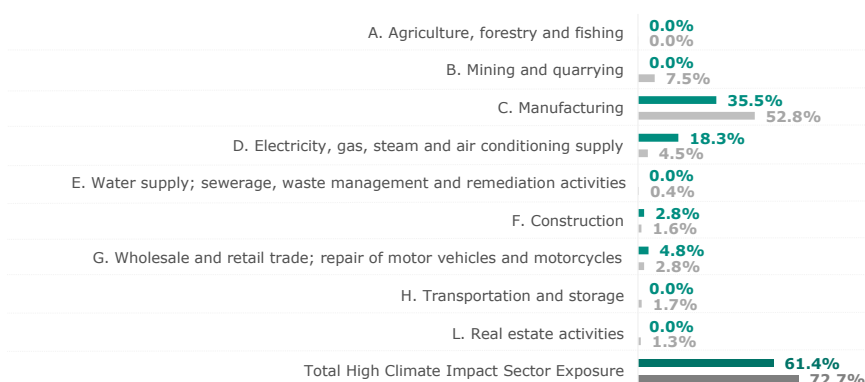 A. Agriculture, forestry and fishing 0.0%
0.0%
B. Mining and quarrying 0.0%
7.5%
C. Manufacturing 35.5%
52.8%
D. Electricity, gas, steam and air conditioning supply 18.3%
4.5%
E. Water supply; sewerage, waste management and remediation activities 0.0%
0.4%
F. Construction 2.8%
1.6%
G. Wholesale and retail trade; repair of motor vehicles and motorcycles 4.8%
2.8%
H. Transportation and storage 0.0%
1.7%
L. Real estate activities 0.0%
1.3%
Total High Climate Impact Sector Exposure 61.4%
72.7%